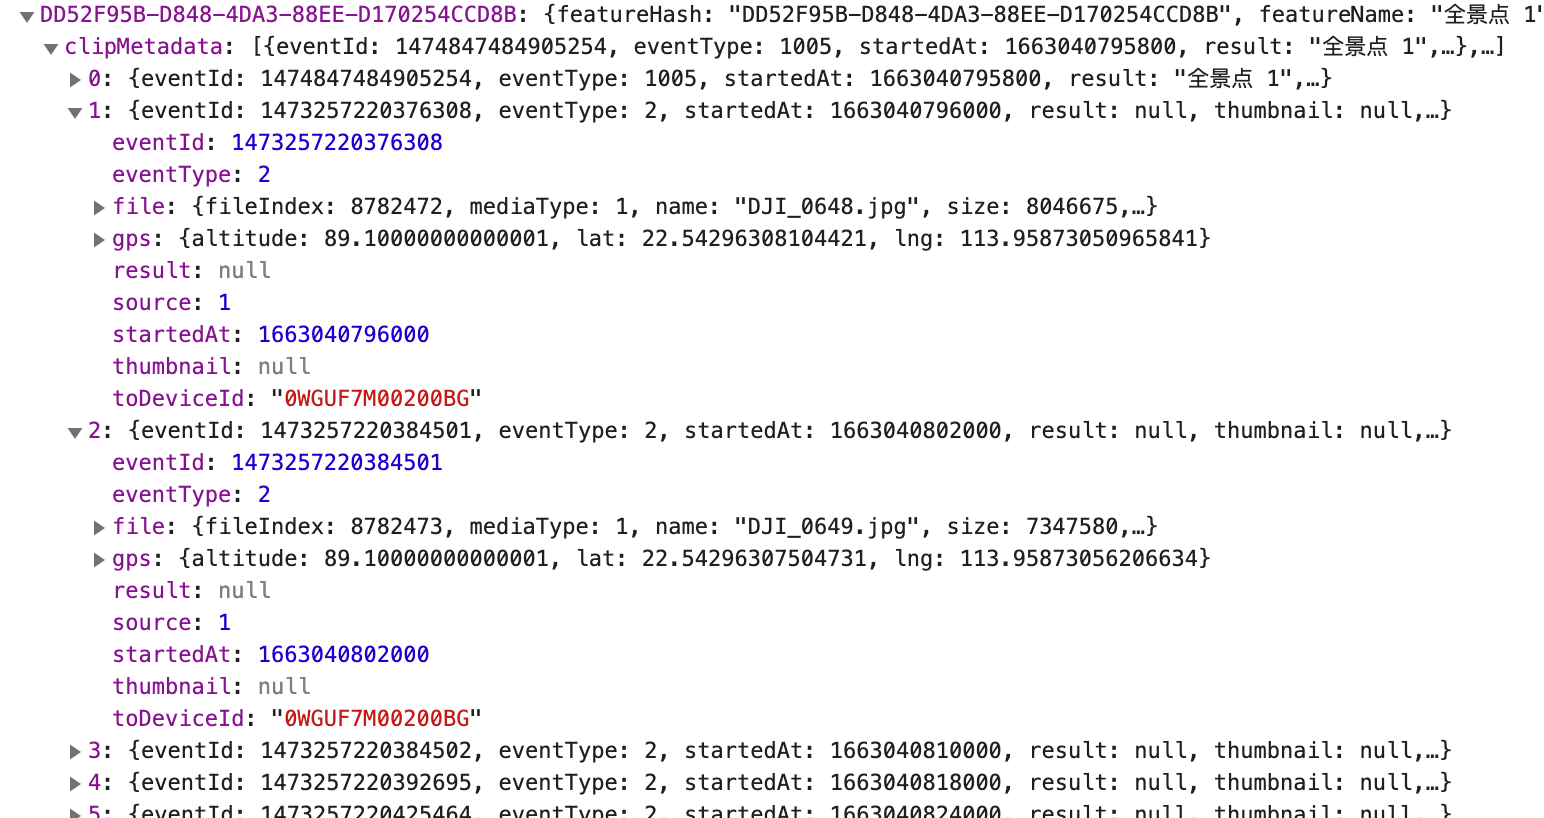 DD52F95B-D848-4DA3-88EE-D170254CCD8B: {featureHash: "DD52F95B-D848-4DA3-88EE-D170254CCD8B", featureName: "全景点 1"
clipMetadata: [{eventId: 1474847484905254, eventType: 1005, startedAt: 1663040795800, result: "全景点 1",…},…]
0: {eventId: 1474847484905254, eventType: 1005, startedAt: 1663040795800, result: "全景点 1",…}
1: {eventId: 1473257220376308, eventType: 2, startedAt: 1663040796000, result: null, thumbnail: null,…}
eventId: 1473257220376308
eventType: 2
file: {fileIndex: 8782472, mediaType: 1, name: "DJI_0648.jpg", size: 8046675,…}
gps: {altitude: 89.10000000000001, lat: 22.54296308104421, lng: 113.95873050965841}
result: null
source: 1
startedAt: 1663040796000
thumbnail: null
toDeviceId: "0WGUF7M00200BG"
2: {eventId: 1473257220384501, eventType: 2, startedAt: 1663040802000, result: null, thumbnail: null,…}
eventId: 1473257220384501
eventType: 2
file: {fileIndex: 8782473, mediaType: 1, name: "DJI_0649.jpg", size: 7347580,…}
gps: {altitude: 89.10000000000001, lat: 22.54296307504731, lng: 113.95873056206634}
result: null
source: 1
startedAt: 1663040802000
thumbnail: null
toDeviceId: "0WGUF7M00200BG"
3: {eventId: 1473257220384502, eventType: 2, startedAt: 1663040810000, result: null, thumbnail: null,…}
4: {eventId: 1473257220392695, eventType: 2, startedAt: 1663040818000, result: null, thumbnail: null,…}
5: {eventId: 1473257220425464, eventType: 2, startedAt: 1663040824000, result: null, thumbnail: null,…}